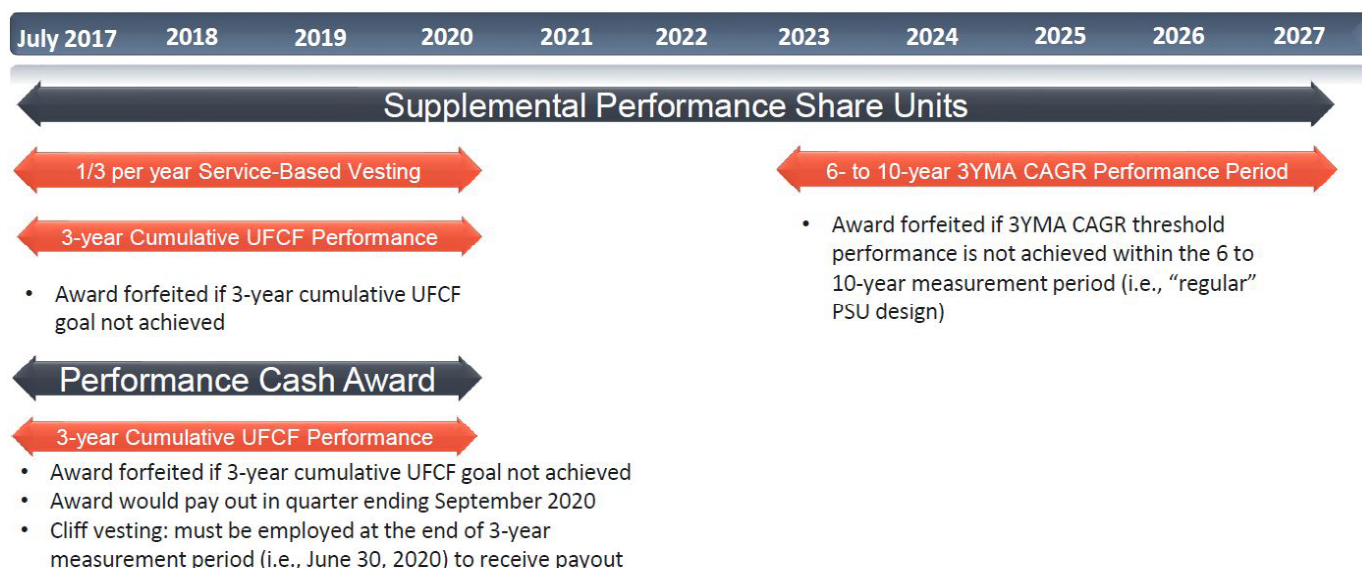 July 2017 2018 2019 2020 2021 2022 2023 2024 2025 2026 2027
Supplemental Performance Share Units
1/3 per year Service-Based Vesting
6- to 10-year 3YMA CAGR Performance Period
3-year Cumulative UFCF Performance
• Award forfeited if 3-year cumulative UFCF
goal not achieved
• Award forfeited if 3YMA CAGR threshold
performance is not achieved within the 6 to
10-year measurement period (i.e., “regular”
PSU design)
Performance Cash Award
3-year Cumulative UFCF Performance
• Award forfeited if 3-year cumulative UFCF goal not achieved
• Award would pay out in quarter ending September 2020
• Cliff vesting: must be employed at the end of 3-year
measurement period (i.e., June 30, 2020) to receive payout